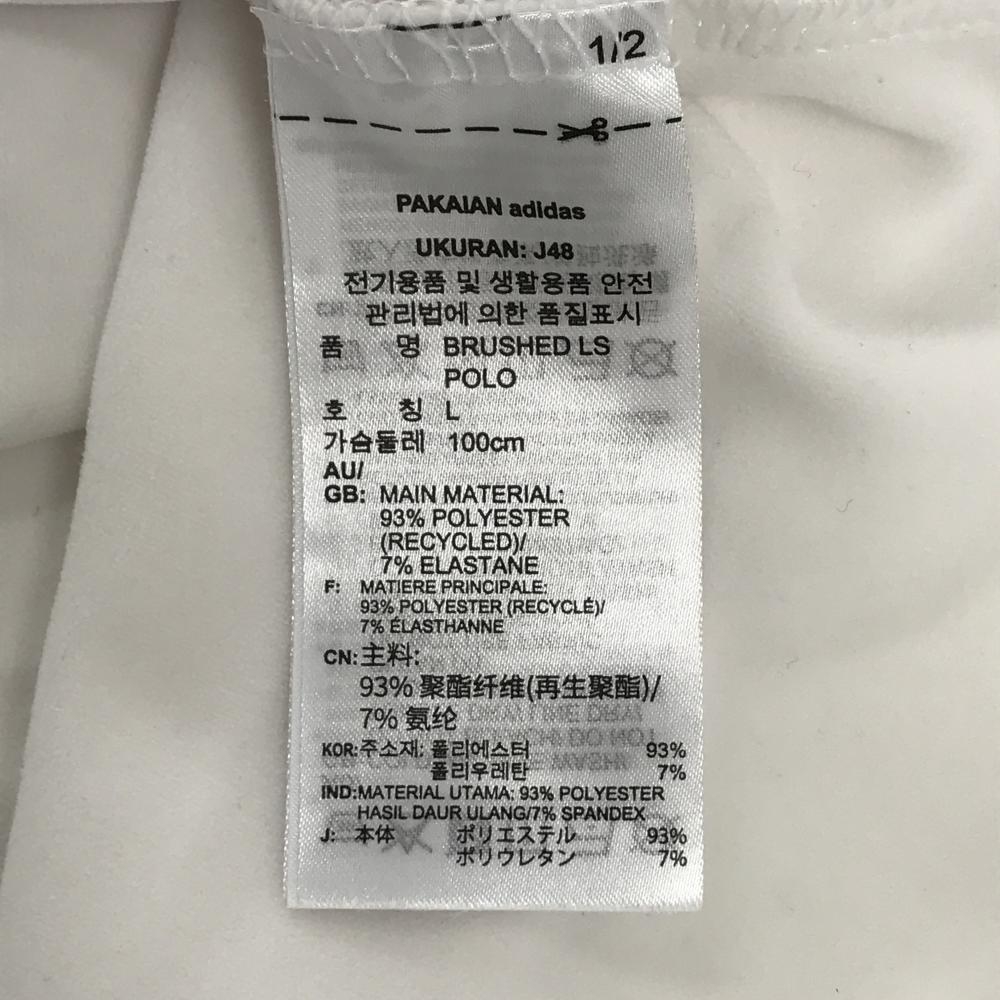 1/2
PAKAIAN adidas
UKURAN: J48
전기용품 및 생활용품 안전
관리법에 의한 품질표시
품 명 BRUSHED LS
POLO
호 칭 L
가슴둘레 100cm
AU/
GB: MAIN MATERIAL:
93% POLYESTER
(RECYCLED)/
7% ELASTANE
F: MATIERE PRINCIPALE:
93% POLYESTER (RECYCLÉ)/
7% ÉLASTHANNE
CN:主料:
93% 聚酯纤维(再生聚酯)/
7% 氨纶
KOR:주소재: 폴리에스터 93%
폴리우레탄 7%
IND:MATERIAL UTAMA: 93% POLYESTER
HASIL DAUR ULANG/7% SPANDEX
J: 本体 ポリエステル 93%
ポリウレタン 7%